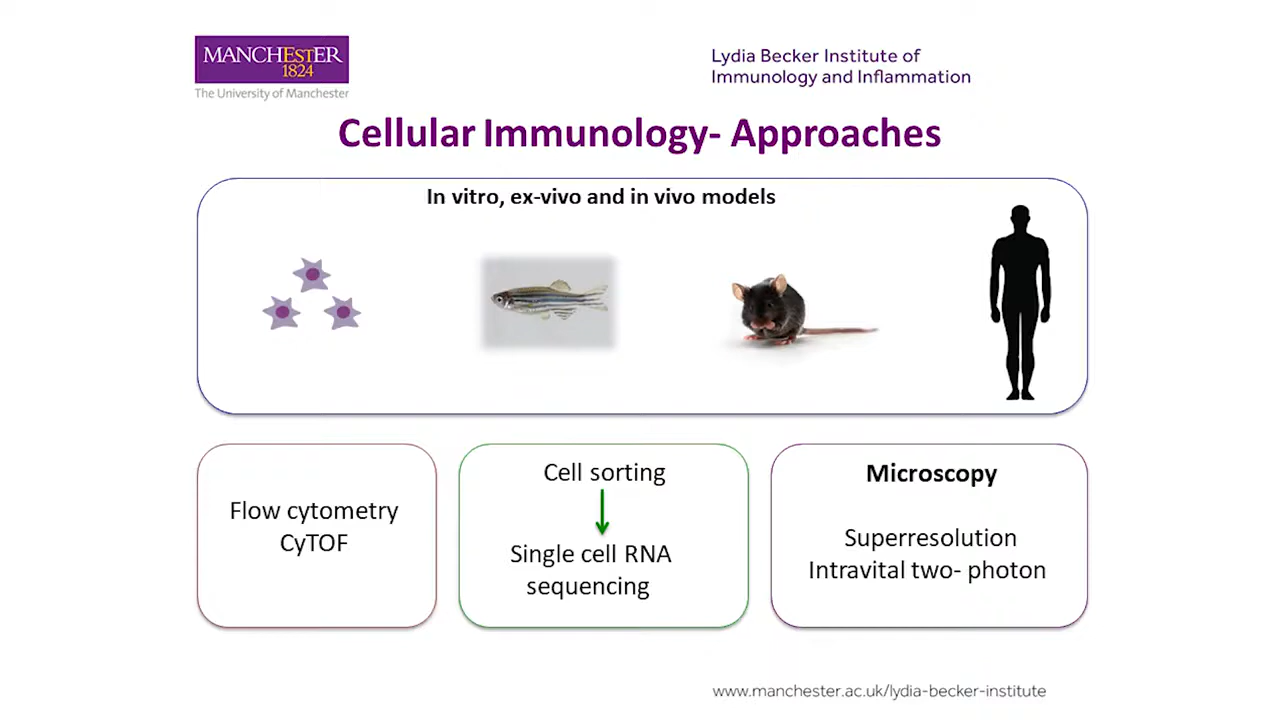 MANCHESTER
1824
The University of Manchester
Lydia Becker Institute of
Immunology and Inflammation
Cellular Immunology- Approaches
In vitro, ex-vivo and in vivo models
Flow cytometry
CyTOF
Cell sorting
Single cell RNA
sequencing
Microscopy
Superresolution
Intravital two- photon
www.manchester.ac.uk/lydia-becker-institute